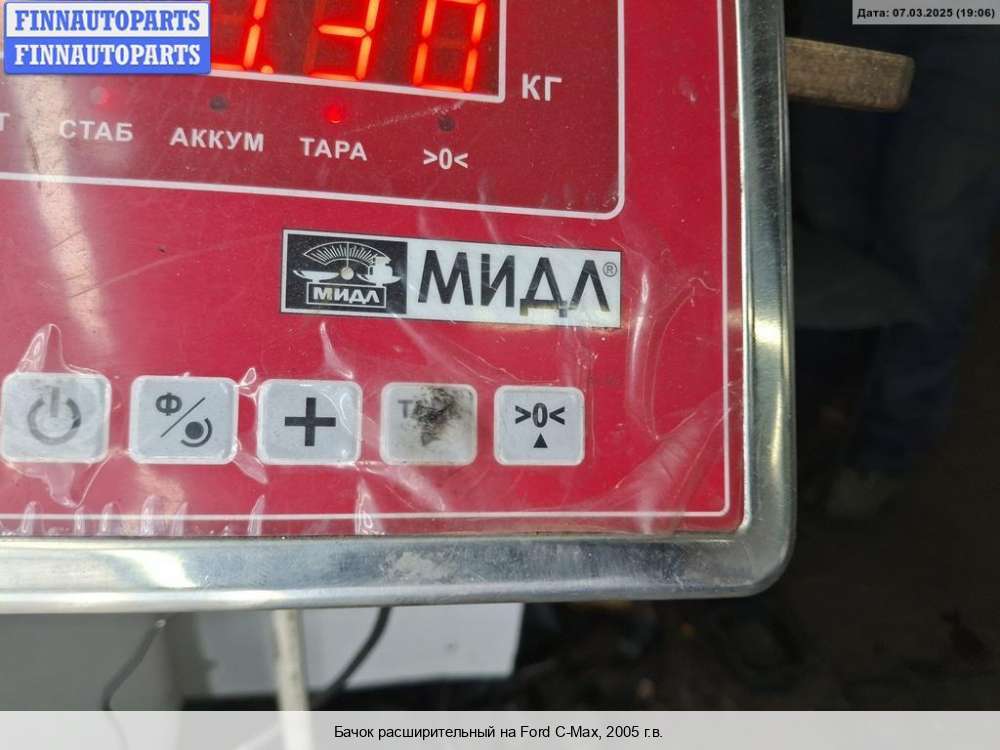 FINNAUTOPARTS
FINNAUTOPARTS
Дата: 07.03.2025 (19:06)
КГ
СТАБ АККУМ ТАРА >0<
МИДЛ МИДЛ®
Ф
+
>0<
Бачок расширительный на Ford C-Max, 2005 г.в.